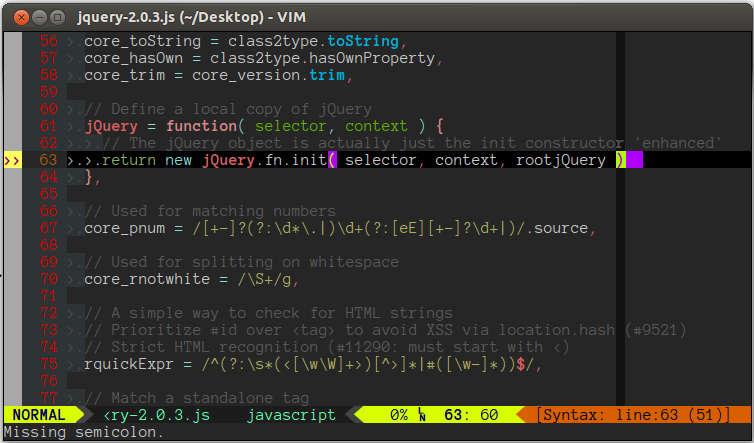 jquery-2.0.3.js (~/Desktop) - VIM
56 ›.core_toString = class2type.toString,
57 ›.core_hasOwn = class2type.hasOwnProperty,
58 ›.core_trim = core_version.trim,
59
60 ›.// Define a local copy of jQuery
61 ›.jQuery = function( selector, context ) {
62 ›.›.// The jQuery object is actually just the init constructor 'enhanced'
>> 63 ›.›.return new jQuery.fn.init( selector, context, rootjQuery )
64 ›.},
65
66 ›.// Used for matching numbers
67 ›.core_pnum = /[+-]?(?:\d*\.|)\d+(?:[eE][+-]?\d+|)/.source,
68
69 ›.// Used for splitting on whitespace
70 ›.core_rnotwhite = /\S+/g,
71
72 ›.// A simple way to check for HTML strings
73 ›.// Prioritize #id over <tag> to avoid XSS via location.hash (#9521)
74 ›.// Strict HTML recognition (#11290: must start with <)
75 ›.rquickExpr = /^(?:\s*(<[\w\W]+>)[^>]*|#([\w-]*))$/,
76
77 ›.// Match a standalone tag
NORMAL <ry-2.0.3.js javascript 0% 63: 60 [Syntax: line:63 (51)]
Missing semicolon.